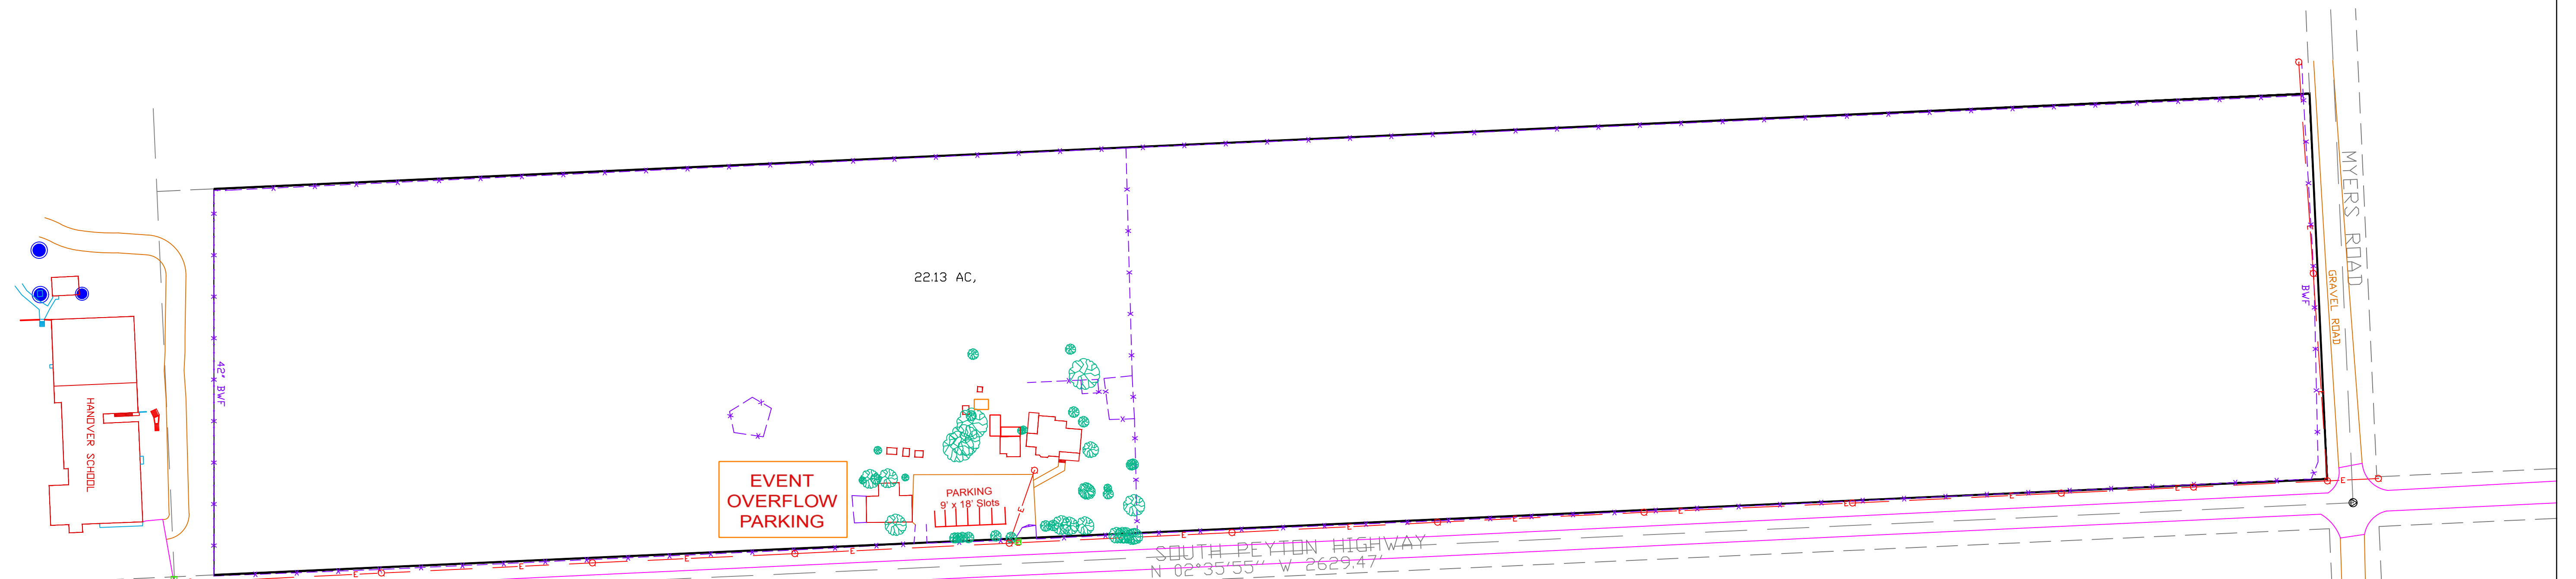 MYERS ROAD
GRAVEL ROAD
BWF
22.13 AC,
42" BWF
HANOVER SCHOOL
EVENT
OVERFLOW
PARKING
PARKING
9' x 18' Slots
E
E
E
E
E
E
E
E
E
E
E
E
E
E
SOUTH PEYTON HIGHWAY
N 02°35'55'' W 2629.47'